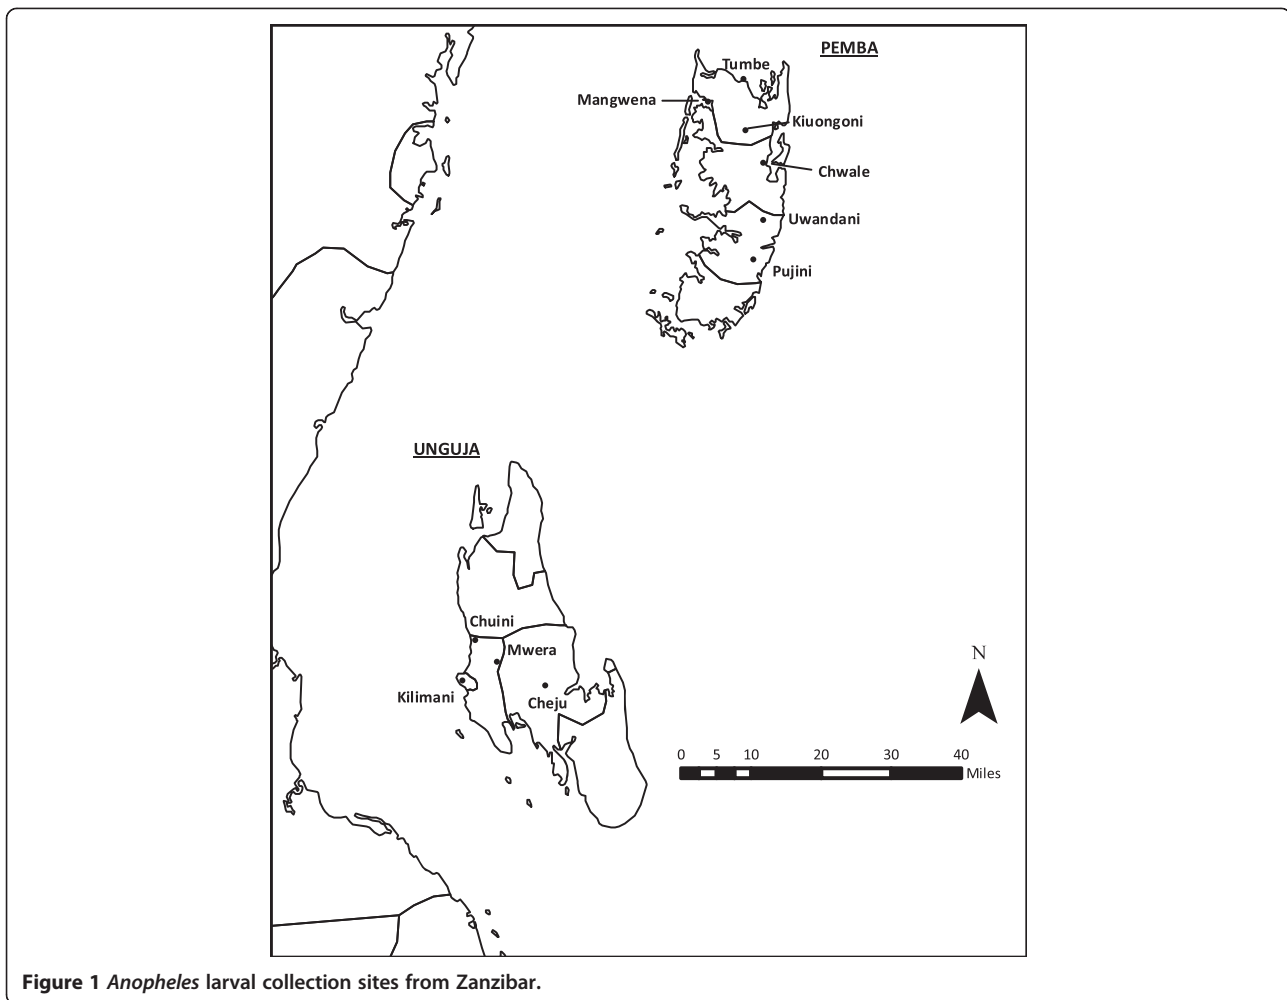 PEMBA
Tumbe
Mangwena
Kiuongoni
Chwale
Uwandani
Pujini
UNGUJA
Chuini
Mwera
Kilimani
Cheju
N
0 5 10 20 30 40
Miles
Figure 1 Anopheles larval collection sites from Zanzibar.